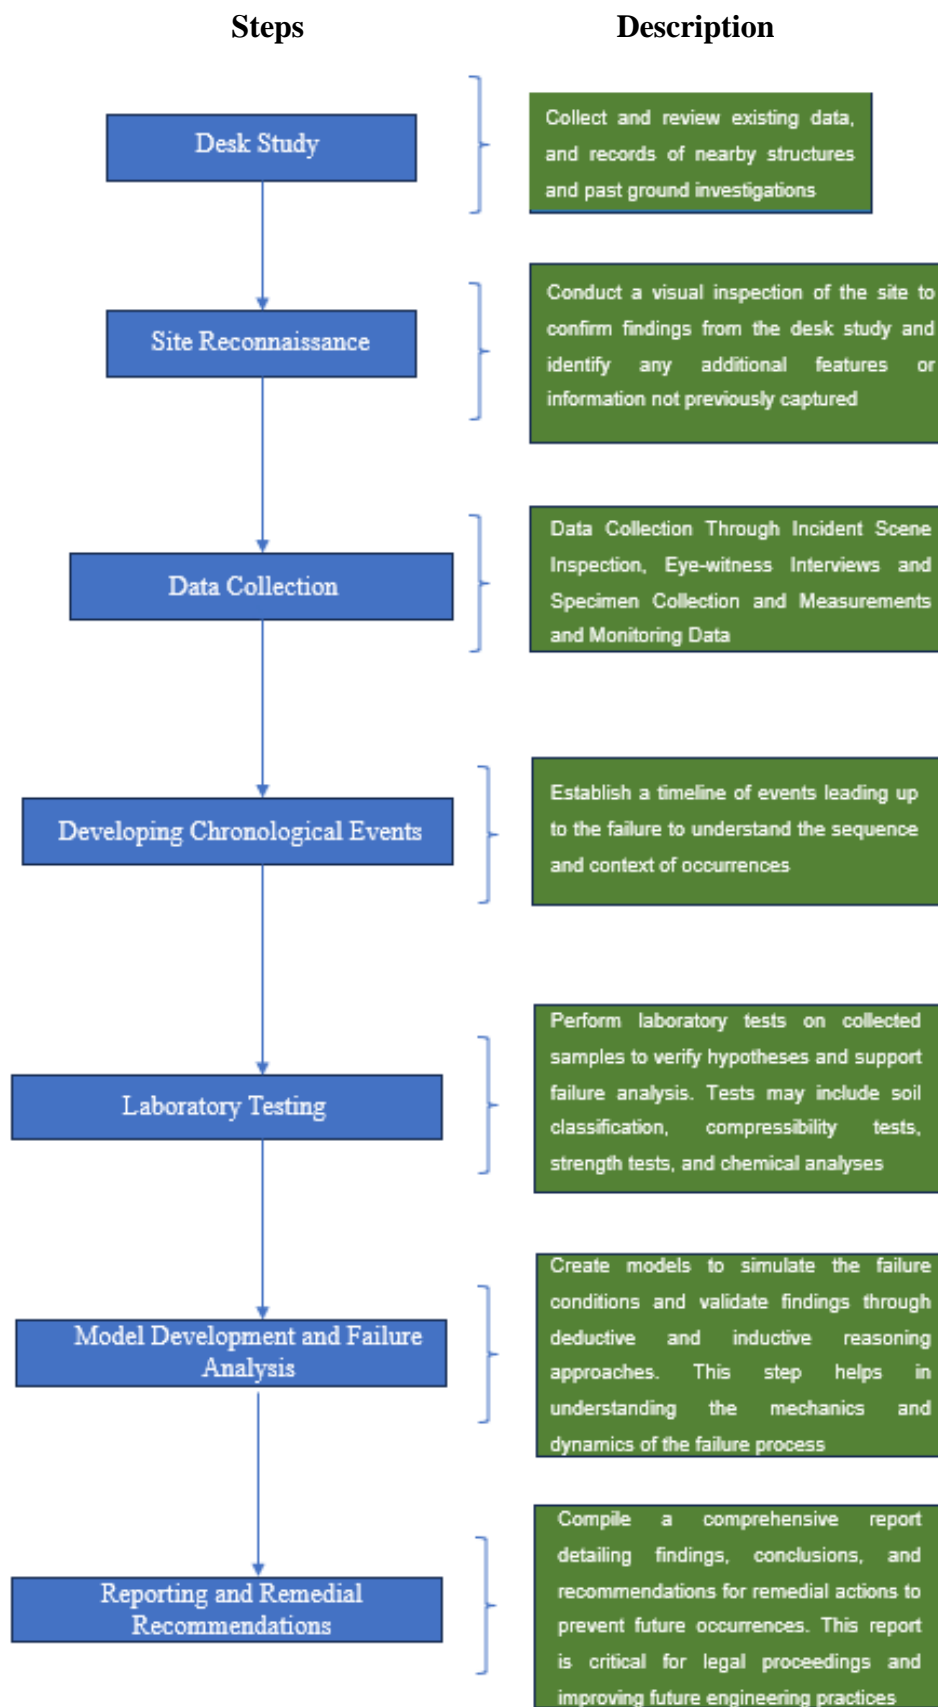 Steps Description
Desk Study
Collect and review existing data,
and records of nearby structures
and past ground investigations
Site Reconnaissance
Conduct a visual inspection of the site to
confirm findings from the desk study and
identify any additional features or
information not previously captured
Data Collection
Data Collection Through Incident Scene
Inspection, Eye-witness Interviews and
Specimen Collection and Measurements
and Monitoring Data
Developing Chronological Events
Establish a timeline of events leading up
to the failure to understand the sequence
and context of occurrences
Laboratory Testing
Perform laboratory tests on collected
samples to verify hypotheses and support
failure analysis. Tests may include soil
classification, compressibility tests,
strength tests, and chemical analyses
Model Development and Failure
Analysis
Create models to simulate the failure
conditions and validate findings through
deductive and inductive reasoning
approaches. This step helps in
understanding the mechanics and
dynamics of the failure process
Reporting and Remedial
Recommendations
Compile a comprehensive report
detailing findings, conclusions, and
recommendations for remedial actions to
prevent future occurrences. This report
is critical for legal proceedings and
improving future engineering practices